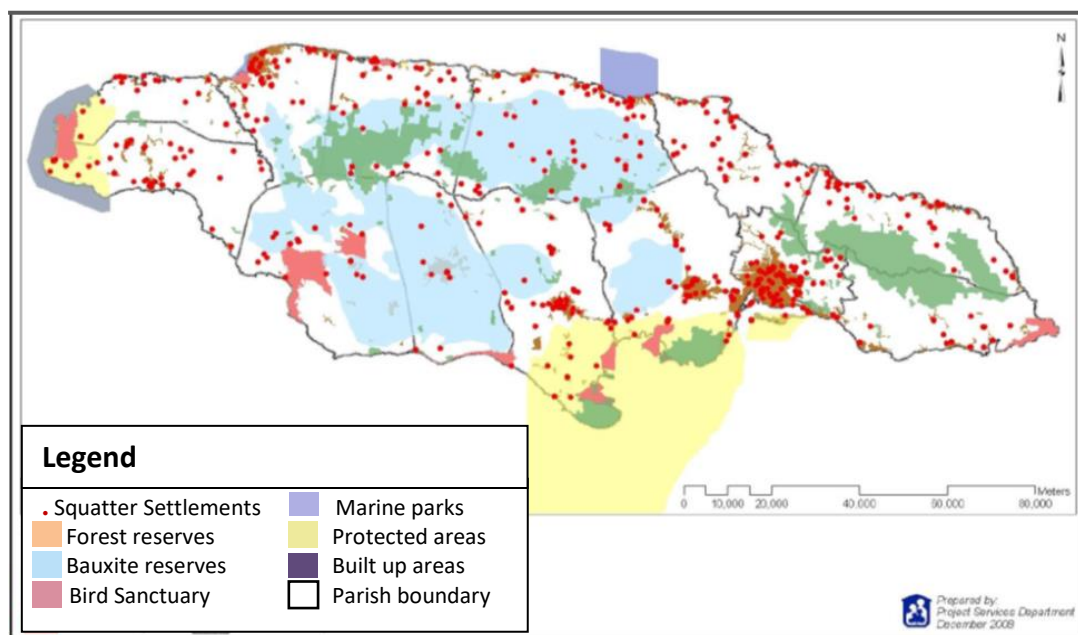 N
Meters
0 10,000 20,000 40,000 60,000 80,000
Legend
Squatter Settlements
Marine parks
Forest reserves
Protected areas
Bauxite reserves
Built up areas
Bird Sanctuary
Parish boundary
Prepared by:
Project Services Department
December 2009